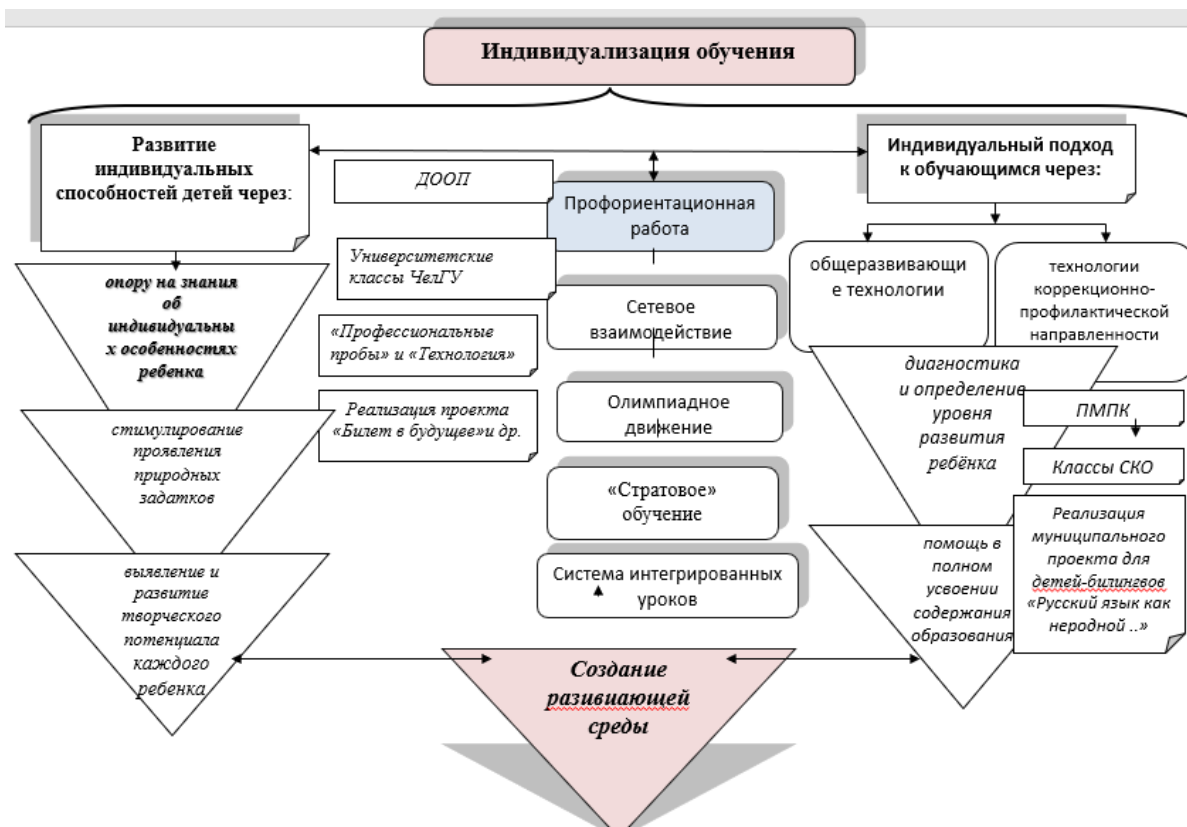 Индивидуализация обучения
Развитие
индивидуальных
способностей детей через:
опору на знания
об
индивидуальны
х особенностях
ребенка
стимулирование
проявления
природных
задатков
выявление и
развитие
творческого
потенциала
каждого
ребенка
ДООП
Университетские
классы ЧелГУ
«Профессиональные
пробы» и «Технология»
Реализация проекта
«Билет в будущее»и др.
Профориентационная
работа
Сетевое
взаимодействие
Олимпиадное
движение
«Стратовое»
обучение
Система интегрированных
уроков
Создание
развиающей
среды
Индивидуальный подход
к обучающимся через:
общеразвивающи
е технологии
технологии
коррекционно-
профилактической
направленности
диагностика
и определение
уровня
развития
ребёнка
помощь в
полном
усвоении
содержания
образования
ПМПК
Классы СКО
Реализация
муниципального
проекта для
детей-билингвов
«Русский язык как
неродной ..»